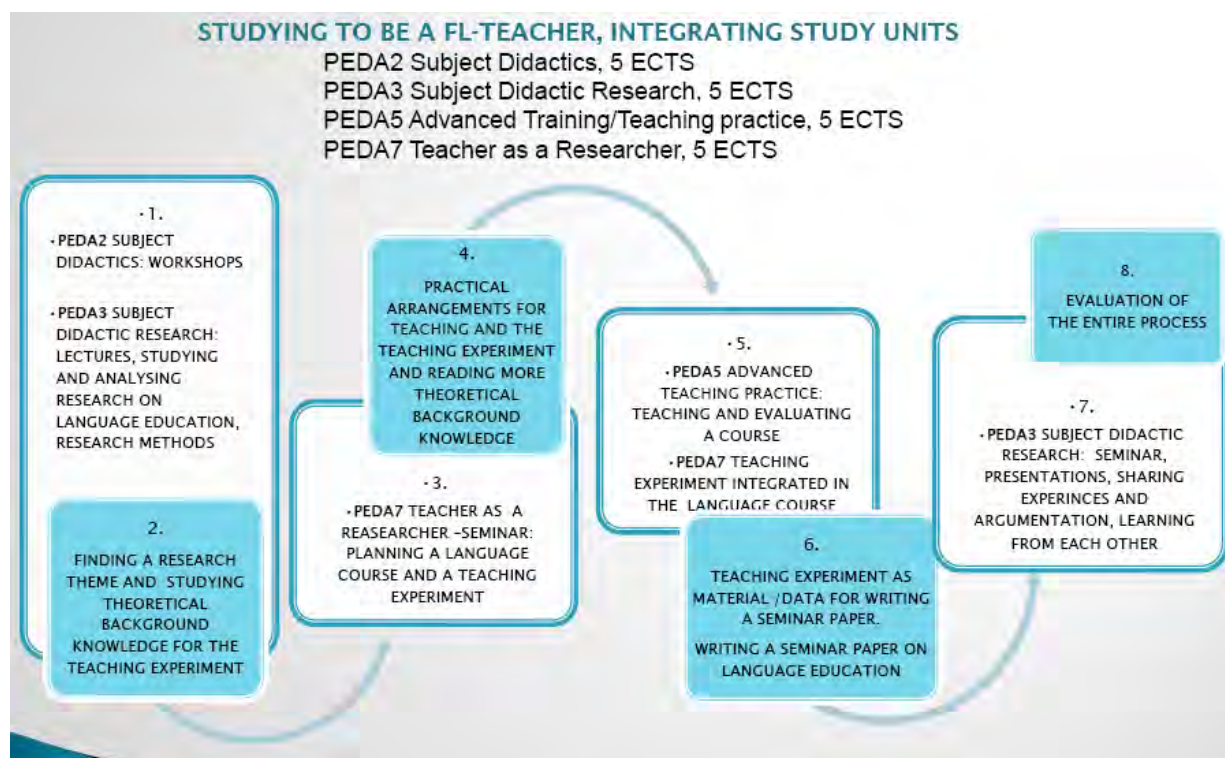 STUDYING TO BE A FL-TEACHER, INTEGRATING STUDY UNITS
PEDA2 Subject Didactics, 5 ECTS
PEDA3 Subject Didactic Research, 5 ECTS
PEDA5 Advanced Training/Teaching practice, 5 ECTS
PEDA7 Teacher as a Researcher, 5 ECTS
•1.
•PEDA2 SUBJECT
DIDACTICS: WORKSHOPS
•PEDA3 SUBJECT
DIDACTIC RESEARCH:
LECTURES, STUDYING
AND ANALYSING
RESEARCH ON
LANGUAGE EDUCATION,
RESEARCH METHODS
2.
FINDING A RESEARCH
THEME AND STUDYING
THEORETICAL
BACKGROUND
KNOWLEDGE FOR THE
TEACHING EXPERIMENT
•3.
•PEDA7 TEACHER AS A
REASEARCHER –SEMINAR:
PLANNING A LANGUAGE
COURSE AND A TEACHING
EXPERIMENT
4.
PRACTICAL
ARRANGEMENTS FOR
TEACHING AND THE
TEACHING EXPERIMENT
AND READING MORE
THEORETICAL
BACKGROUND
KNOWLEDGE
•5.
•PEDA5 ADVANCED
TEACHING PRACTICE:
TEACHING AND EVALUATING
A COURSE
•PEDA7 TEACHING
EXPERIMENT INTEGRATED IN
THE LANGUAGE COURSE
6.
TEACHING EXPERIMENT AS
MATERIAL /DATA FOR WRITING
A SEMINAR PAPER.
WRITING A SEMINAR PAPER ON
LANGUAGE EDUCATION
•7.
•PEDA3 SUBJECT DIDACTIC
RESEARCH: SEMINAR,
PRESENTATIONS, SHARING
EXPERINCES AND
ARGUMENTATION, LEARNING
FROM EACH OTHER
8.
EVALUATION OF
THE ENTIRE PROCESS